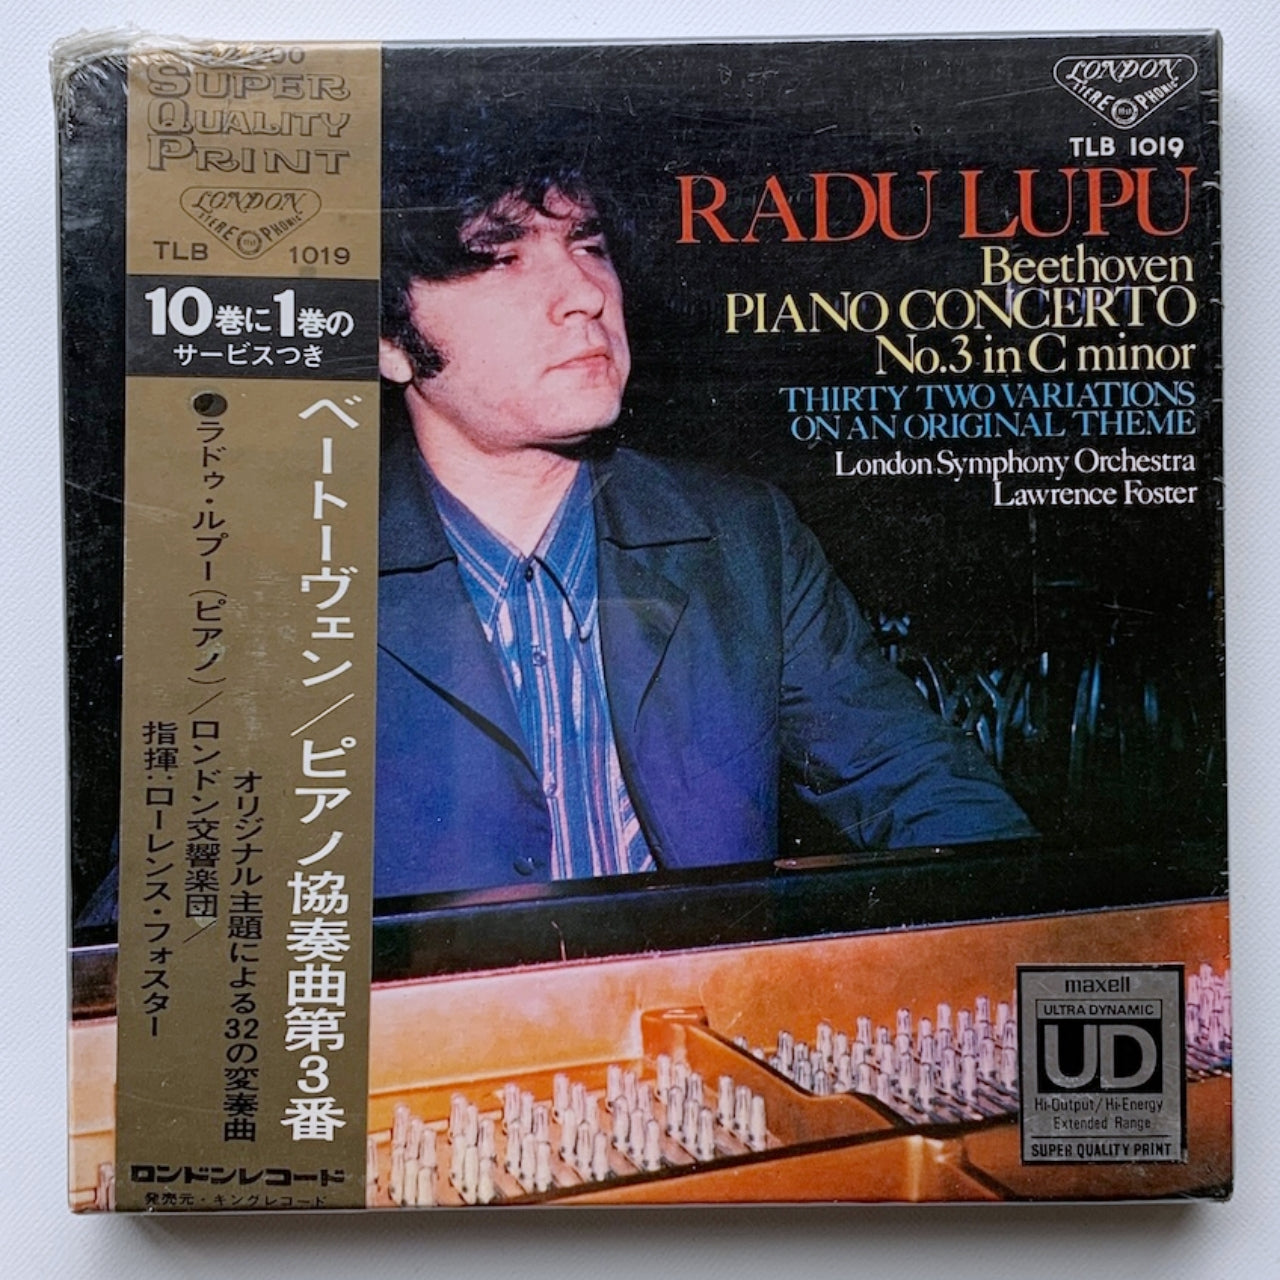 SUPER
QUALITY
PRINT
LONDON
STEREOPHONIC
TLB 1019
10巻に1巻の
サービスつき
ベートーヴェン/ピアノ協奏曲第3番
オリジナル主題による32の変奏曲
●ラドゥ・ルプー(ピアノ)/ロンドン交響楽団/
指揮:ローレンス・フォスター
ロンドンレコード
発売元・キングレコード
LONDON
STEREOPHONIC
TLB 1019
RADU LUPU
Beethoven
PIANO CONCERTO
No.3 in C minor
THIRTY TWO VARIATIONS
ON AN ORIGINAL THEME
London Symphony Orchestra
Lawrence Foster
maxell
ULTRA DYNAMIC
UD
Hi-Output/Hi-Energy
Extended Range
SUPER QUALITY PRINT